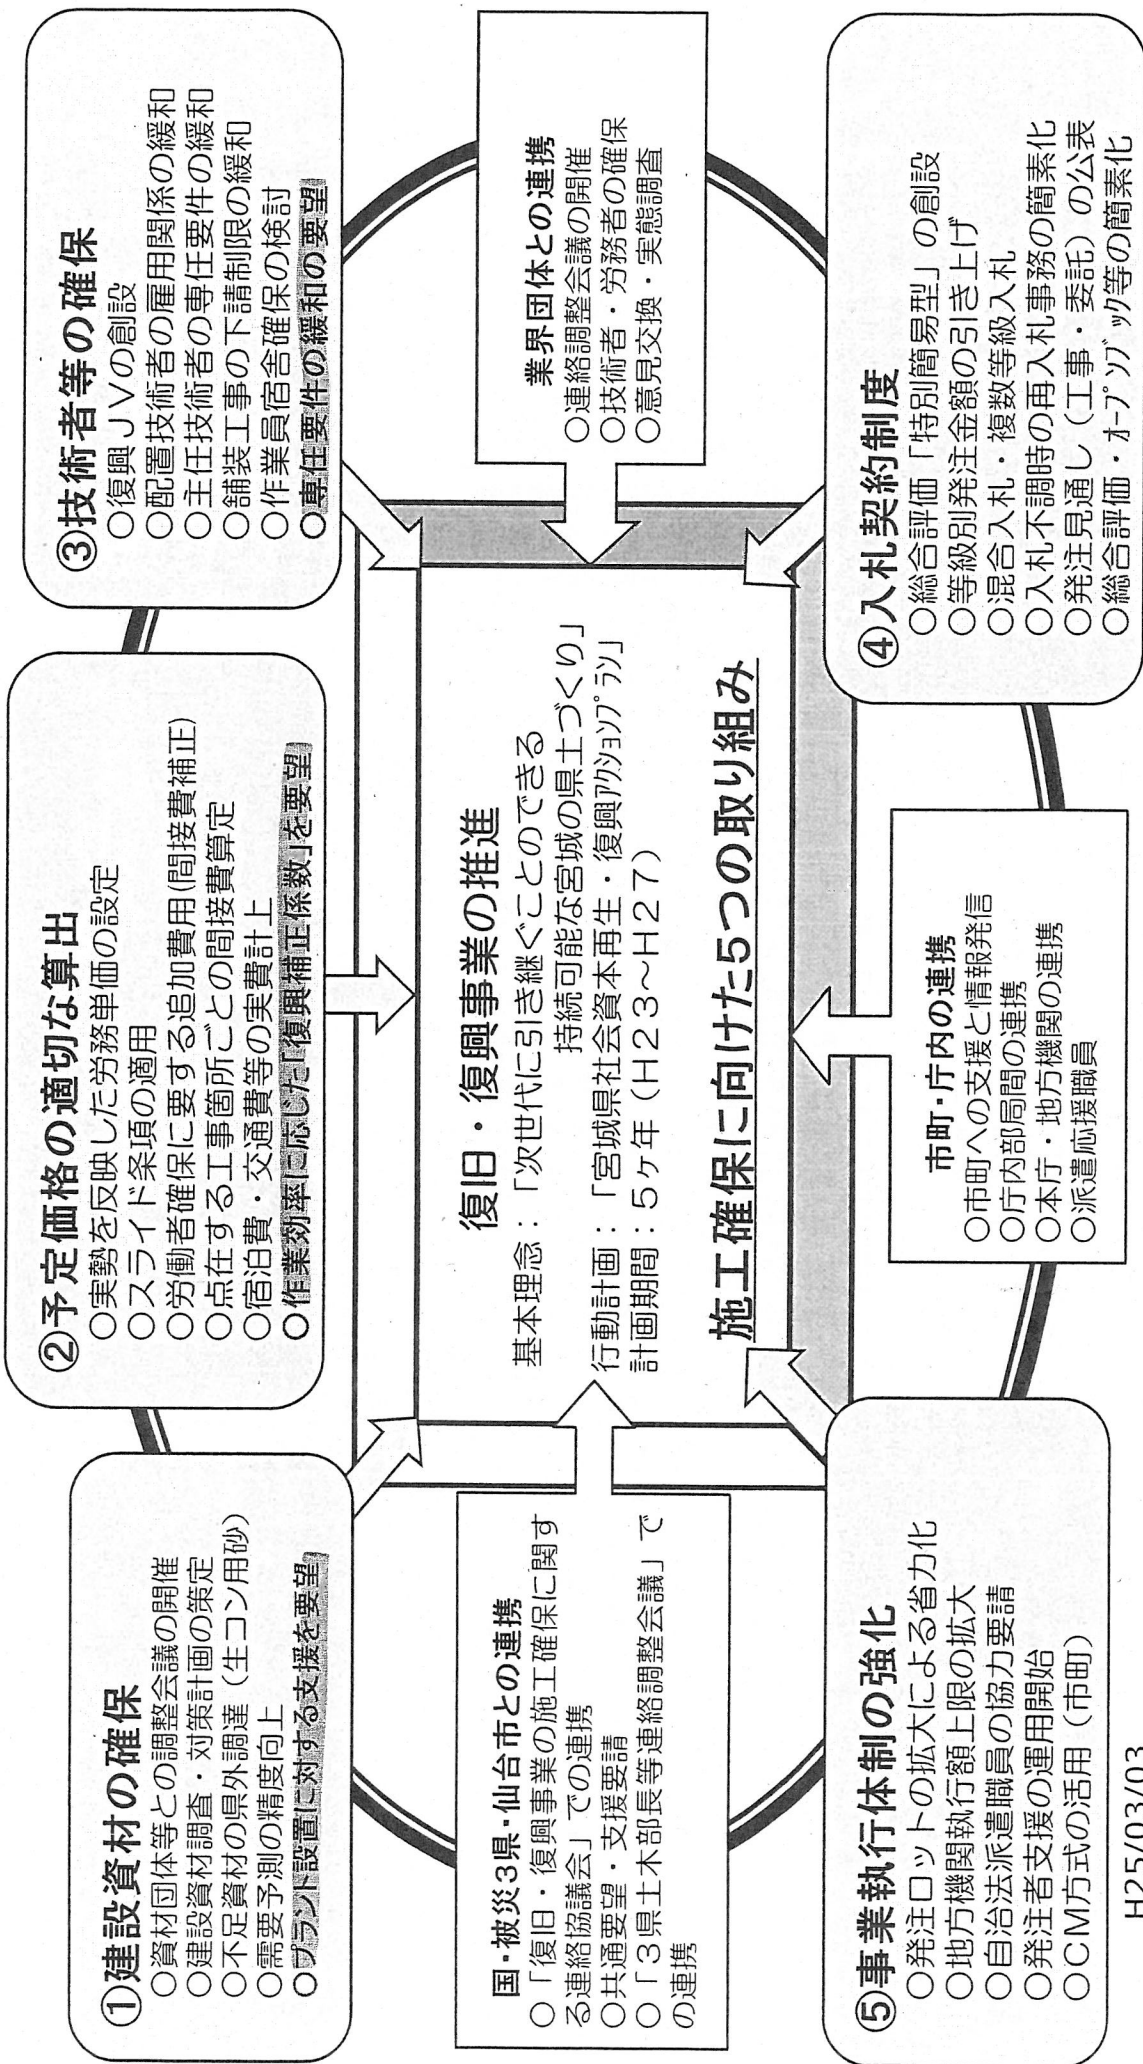 ①建設資材の確保
○資材団体等との調整会議の開催
○建設資材調査・対策計画の策定
○不足資材の県外調達（生コン用砂）
○需要予測の精度向上
○プラント設置に対する支援を要望
②予定価格の適切な算出
○実勢を反映した労務単価の設定
○スライド条項の適用
○労働者確保に要する追加費用(間接費補正)
○点在する工事箇所ごとの間接費算定
○宿泊費・交通費等の実費計上
○作業効率に応じた「復興補正係数」を要望
③技術者等の確保
○復興ＪＶの創設
○配置技術者の雇用関係の緩和
○主任技術者の専任要件の緩和
○舗装工事の下請制限の緩和
○作業員宿舎確保の検討
○専任要件の緩和の要望
国・被災３県・仙台市との連携
○「復旧・復興事業の施工確保に関す
る連絡協議会」での連携
○共通要望・支援要請
○「３県土木部長等連絡調整会議」で
の連携
復旧・復興事業の推進
基本理念：「次世代に引き継ぐことのできる
持続可能な宮城の県土づくり」
行動計画：「宮城県社会資本再生・復興ｱｸｼｮﾝﾌﾟﾗﾝ」
計画期間：５ヶ年（Ｈ２３～Ｈ２７）
施工確保に向けた５つの取り組み
業界団体との連携
○連絡調整会議の開催
○技術者・労務者の確保
○意見交換・実態調査
⑤事業執行体制の強化
○発注ロットの拡大による省力化
○地方機関執行額上限の拡大
○自治法派遣職員の協力要請
○発注者支援の運用開始
○ＣＭ方式の活用（市町）
市町・庁内の連携
○市町への支援と情報発信
○庁内部局間の連携
○本庁・地方機関の連携
○派遣応援職員
④入札契約制度
○総合評価「特別簡易型」の創設
○等級別発注金額の引き上げ
○混合入札・複数等級入札
○入札不調時の再入札事務の簡素化
○発注見通し（工事・委託）の公表
○総合評価・ｵｰﾌﾟﾝﾌﾞｯｸ等の簡素化
H25/03/03